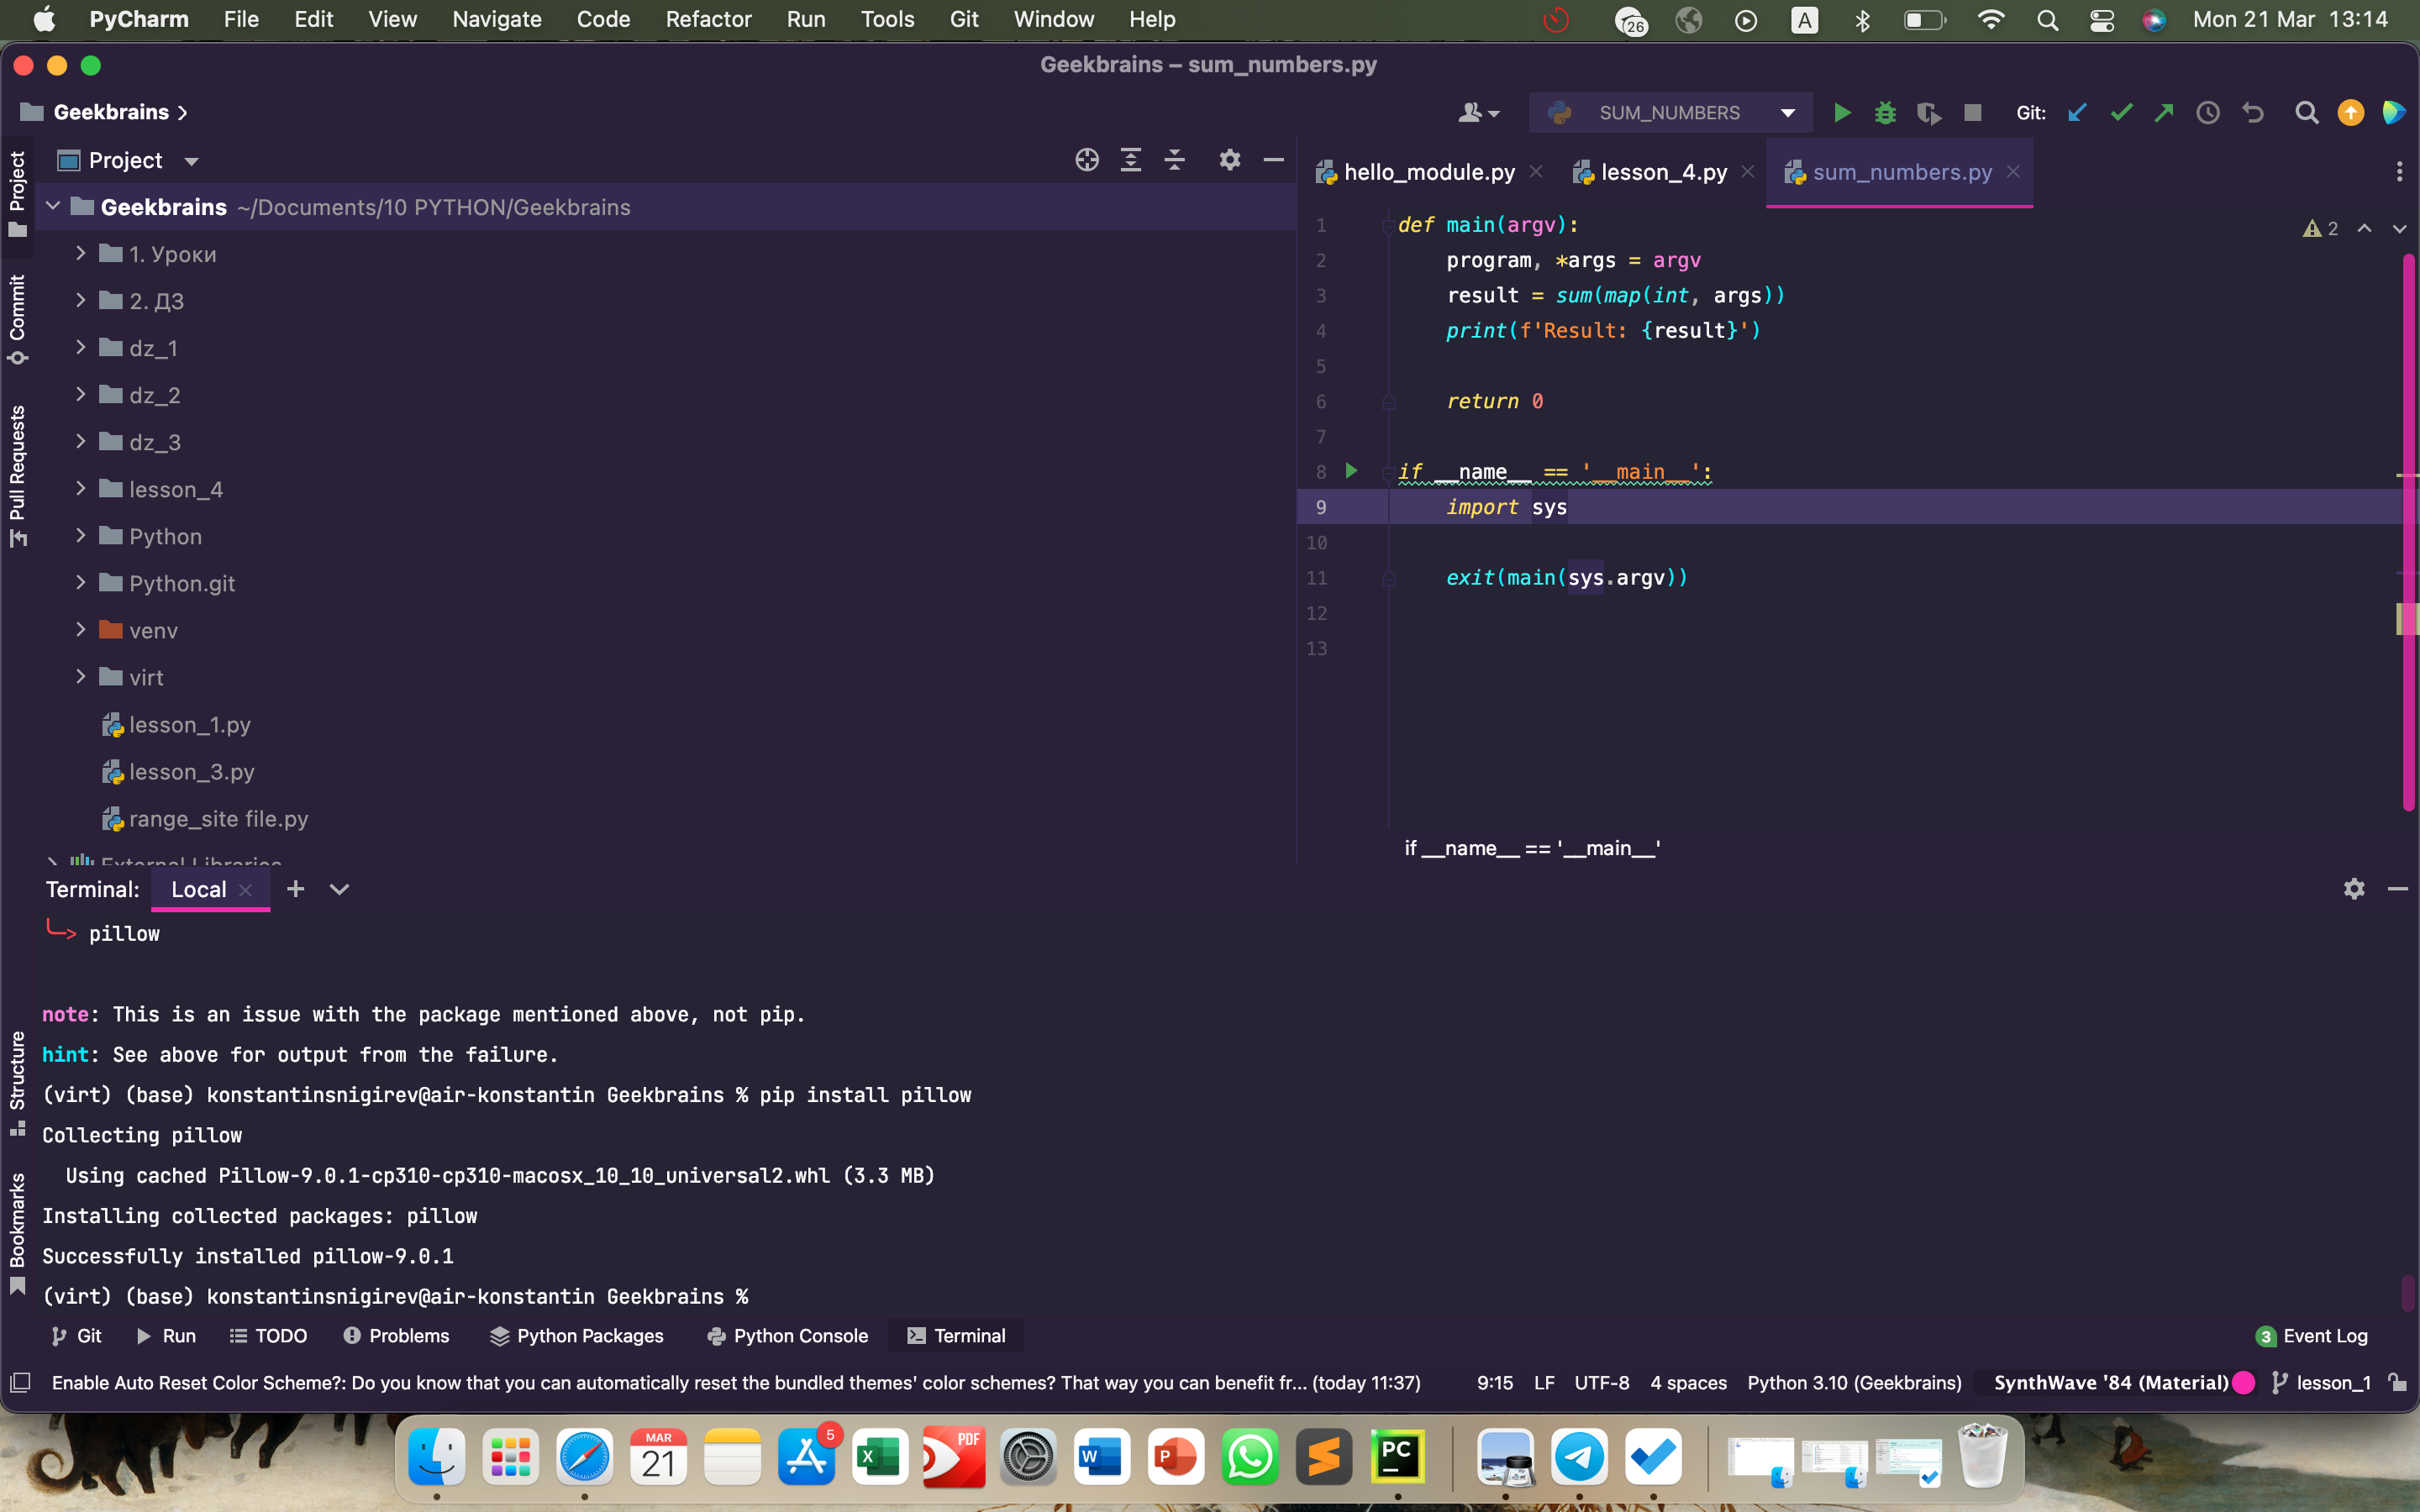 PyCharm File Edit View Navigate Code Refactor Run Tools Git Window Help 26 A Mon 21 Mar 13:14
Geekbrains – sum_numbers.py
Geekbrains
SUM_NUMBERS
Git:
Project
Commit
Pull Requests
Structure
Bookmarks
Project
Geekbrains ~/Documents/10 PYTHON/Geekbrains
1. Уроки
2. ДЗ
dz_1
dz_2
dz_3
lesson_4
Python
Python.git
venv
virt
lesson_1.py
lesson_3.py
range_site file.py
External Libraries
hello_module.py lesson_4.py sum_numbers.py
2
1 def main(argv):
2 program, *args = argv
3 result = sum(map(int, args))
4 print(f'Result: {result}')
5
6 return 0
7
8 if __name__ == '__main__':
9 import sys
10
11 exit(main(sys.argv))
12
13
if __name__ == '__main__'
Terminal: Local
╰─> pillow
note: This is an issue with the package mentioned above, not pip.
hint: See above for output from the failure.
(virt) (base) konstantinsnigirev@air-konstantin Geekbrains % pip install pillow
Collecting pillow
Using cached Pillow-9.0.1-cp310-cp310-macosx_10_10_universal2.whl (3.3 MB)
Installing collected packages: pillow
Successfully installed pillow-9.0.1
(virt) (base) konstantinsnigirev@air-konstantin Geekbrains %
Git Run TODO Problems Python Packages Python Console Terminal 3 Event Log
Enable Auto Reset Color Scheme?: Do you know that you can automatically reset the bundled themes' color schemes? That way you can benefit fr... (today 11:37) 9:15 LF UTF-8 4 spaces Python 3.10 (Geekbrains) SynthWave '84 (Material) lesson_1
MAR
21
5
X
PDF
W
P
PC